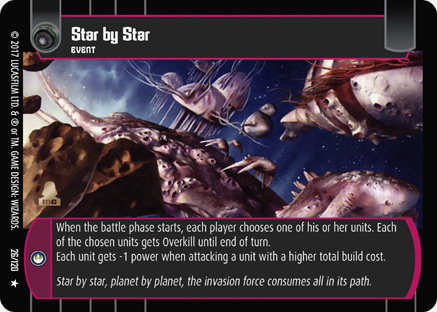 Star by Star
EVENT
© 2017 LUCASFILM LTD. & ® OR TM. GAME DESIGN: WIZARDS.
When the battle phase starts, each player chooses one of his or her units. Each
of the chosen units gets Overkill until end of turn.
Each unit gets -1 power when attacking a unit with a higher total build cost.
Star by star, planet by planet, the invasion force consumes all in its path.